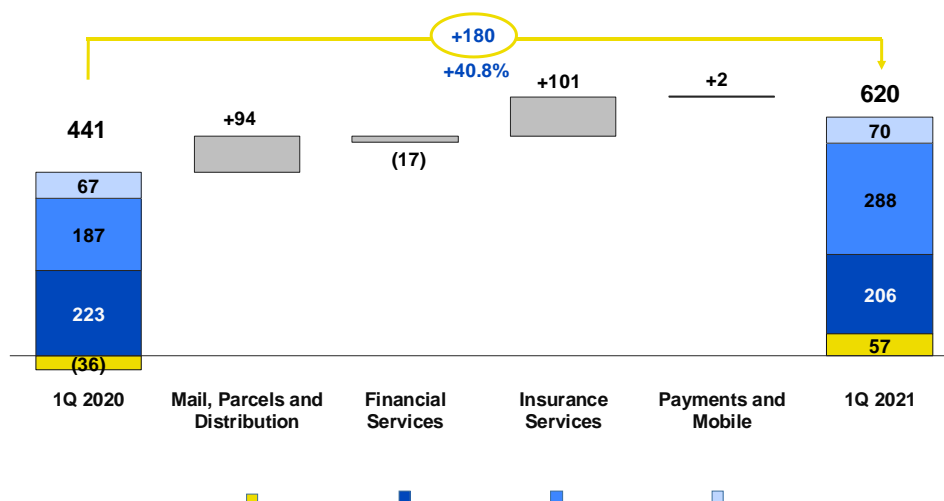 +180
+40.8%
441
+94
(17)
+101
+2
620
67
187
223
(36)
70
288
206
57
1Q 2020
Mail, Parcels and
Distribution
Financial
Services
Insurance
Services
Payments and
Mobile
1Q 2021